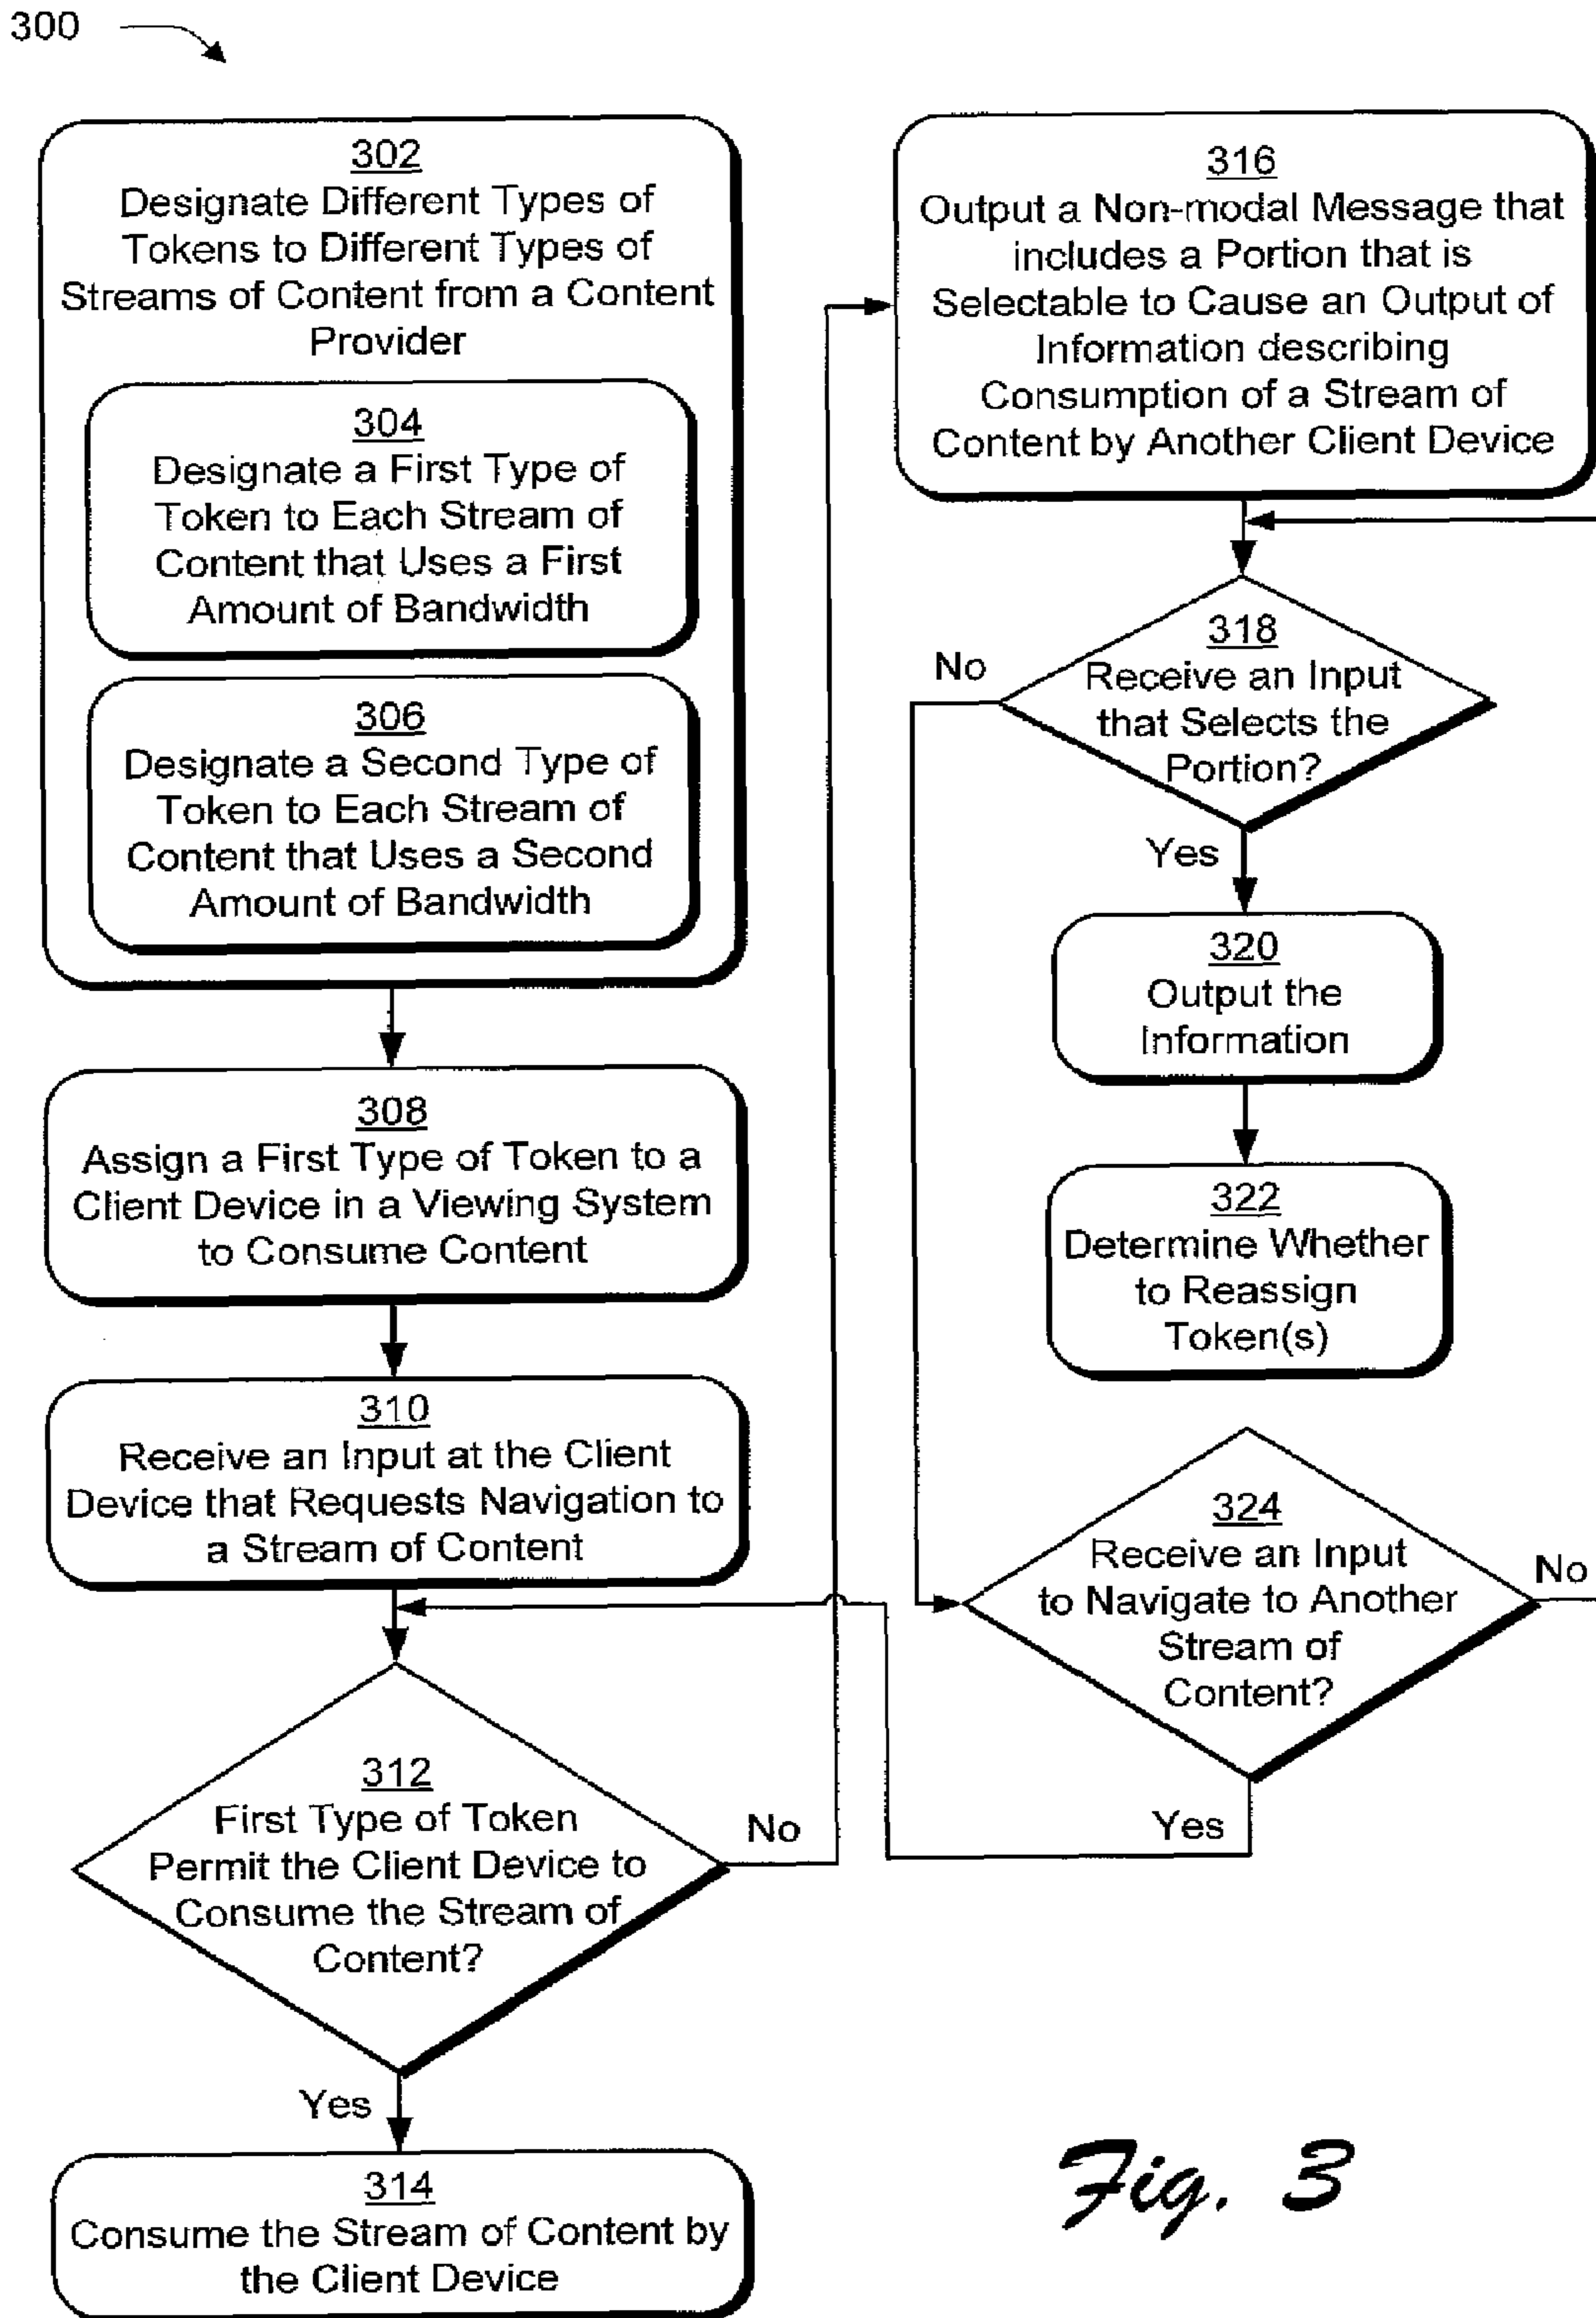 300
302
Designate Different Types of
Tokens to Different Types of
Streams of Content from a Content
Provider
304
Designate a First Type of
Token to Each Stream of
Content that Uses a First
Amount of Bandwidth
306
Designate a Second Type of
Token to Each Stream of
Content that Uses a Second
Amount of Bandwidth
308
Assign a First Type of Token to a
Client Device in a Viewing System
to Consume Content
310
Receive an Input at the Client
Device that Requests Navigation to
a Stream of Content
312
First Type of Token
Permit the Client Device to
Consume the Stream of
Content?
No
Yes
314
Consume the Stream of Content by
the Client Device
316
Output a Non-modal Message that
includes a Portion that is
Selectable to Cause an Output of
Information describing
Consumption of a Stream of
Content by Another Client Device
318
Receive an Input
that Selects the
Portion?
No
Yes
320
Output the
Information
322
Determine Whether
to Reassign
Token(s)
324
Receive an Input
to Navigate to Another
Stream of
Content?
No
Yes
Fig. 3